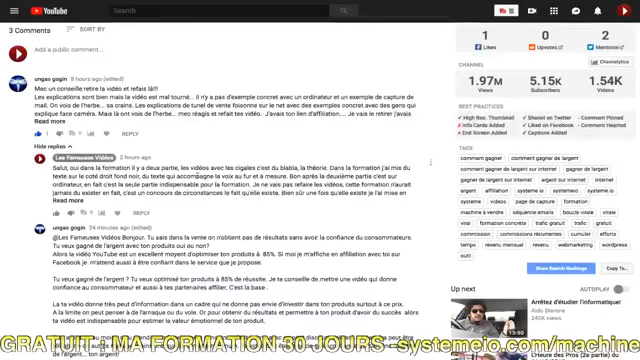 YouTube
Search
3 Comments
SORT BY
Add a public comment...
ungas gogin 8 hours ago (edited)
Mec un conseille retire la vidéo et refais là!!!
Les explications sont bien mais la vidéo est mal tourné... il n'y a pas d'exemple concret avec un ordinateur et un exemple de capture de
mail. On vois de l'herbe... sa crains. Les explications de tunel de vente foisonne sur le net avec des exemples concret avec des gens qui
explique face caméra. Mais là ont vois de l'herbe... mec réagis et refais tes vidéo. J'avais ton lien d'affiliation.... Je vais le retirer j'avais
Read more
1
REPLY
Hide replies
Les Fameuses Vidéos 2 hours ago
Salut, oui dans la formation il y a deux partie, les vidéos avec les cigales c'est du blabla, la théorie. Dans la formation j'ai mis du
texte sur le coté droit fond noir, du texte qui accompagne la voix au fur et à mesure. Bon après la deuxième partie c'est sur
ordinateur, en fait c'est la seule partie indispensable pour la formation. Je ne vais pas refaire les vidéos, cette formation n'aurait
jamais du exister en fait, c'est un concours de circonstances le fait qu'elle existe. Bien sûr une fois qu'elle existe je l'ai mise en
Read more
REPLY
ungas gogin 24 minutes ago (edited)
@Les Fameuses Vidéos Bonjour. Tu sais dans la vente on n'obtient pas de résultats sans avoir la confiance du consommateurs.
Tu veux gagné de l'argent avec ton produits oui ou non?
Alors la vidéo YouTube est un excellent moyen d'optimiser ton produits à 85%. Si moi je m'affiche en affiliation avec toi sur
Facebook je m'attend aussi à être confiant dans le service que je propose.
Tu veux gagné de l'argent? Tu veux optimisé ton produits à 85% de réussite. Je te conseille de mettre une vidéo qui donne
confiance au consommateur et aussi à tes partenaires affilier. C'est la base .
La ta vidéo donne très peut d'information dans un cadre qui ne donne pas envie d'investir dans ton produits surtout à ce prix.
A la limite on peut penser à une arnaque. Or pour obtenir du résultats et permettre à ton produit d'avoir du succès alors
la vidéo est indispensable pour estimer la valeur émotionnel de ton produits.
1
Likes
0
Upvotes
2
Mentions
CHANNEL
Channelytics
1.97M
Views
5.15K
Subscribers
1.54K
Videos
High Res. Thumbnail
Shared on Twitter
Comment Pinned
Info Cards Added
Liked on Facebook
Comment Hearted
End Screen Added
Captions Added
TAGS
comment gagner
comment gagner de l'argent
comment gagner de l'argent sur internet
gagner de l'argent
gagner de l'argent sur internet
argent sur internet
argent
affiliation
systeme io
systemeio
systeme.io
systeme
videos
page de capture
formation
machine à vendre
séquence emails
boucle virale
viral
viral
formation concrète
trafic gratuit
trafic
gratuit
commission
commissions récurrentes
cumuler
efforts
temps
revenu mensuel
revenu
webmarketing
wordpress
outil
Show Search Rankings
Copy To...
Up next
AUTOPLAY
Arrêtez d'étudier l'informatique!
Aldo Sterone
240K views
13:50
GRATUIT : MA FORMATION 30 JOURS -systemeio.com/machine